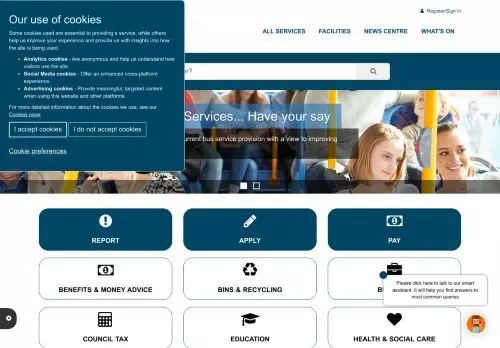 Register/Sign in
Our use of cookies
Some cookies used are essential to providing a service, while others
help us improve your experience and provide us with insights into how
the site is being used.
Analytics cookies - Are anonymous and help us understand how
visitors use the site.
Social Media cookies - Offer an enhanced cross-platform
experience.
Advertising cookies - Provide meaningful, targeted content
when using this website and other platforms.
For more detailed information about the cookies we use, see our
Cookies page
I accept cookies
I do not accept cookies
Cookie preferences
ALL SERVICES
FACILITIES
NEWS CENTRE
WHAT'S ON
Services... Have your say
current bus service provision with a view to improving
REPORT
APPLY
PAY
BENEFITS & MONEY ADVICE
BINS & RECYCLING
Please click here to talk to our smart
assistant. It will help you find answers to
most common queries
COUNCIL TAX
EDUCATION
HEALTH & SOCIAL CARE